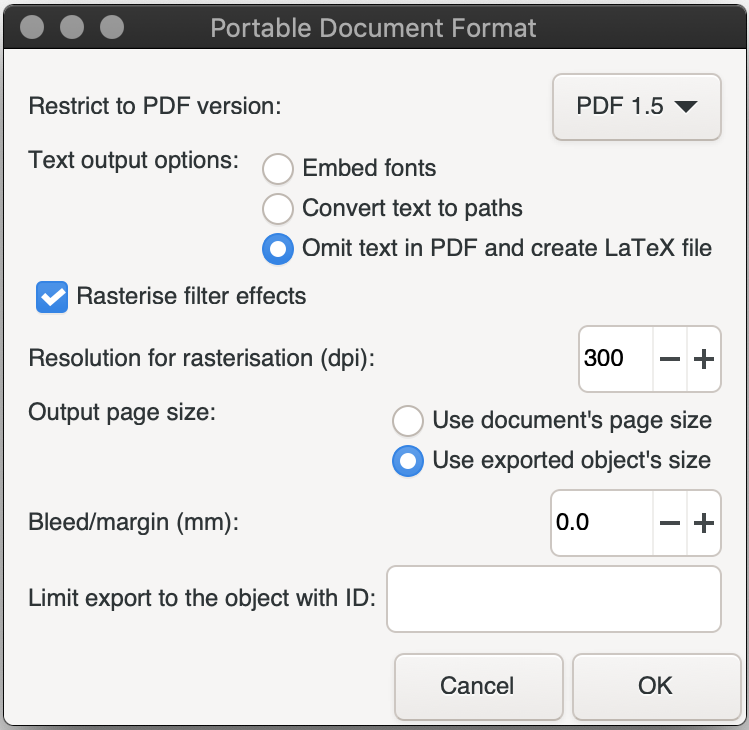 Portable Document Format
Restrict to PDF version: PDF 1.5
Text output options:
Embed fonts
Convert text to paths
Omit text in PDF and create LaTeX file
Rasterise filter effects
Resolution for rasterisation (dpi): 300
Output page size:
Use document's page size
Use exported object's size
Bleed/margin (mm): 0.0
Limit export to the object with ID:
Cancel OK